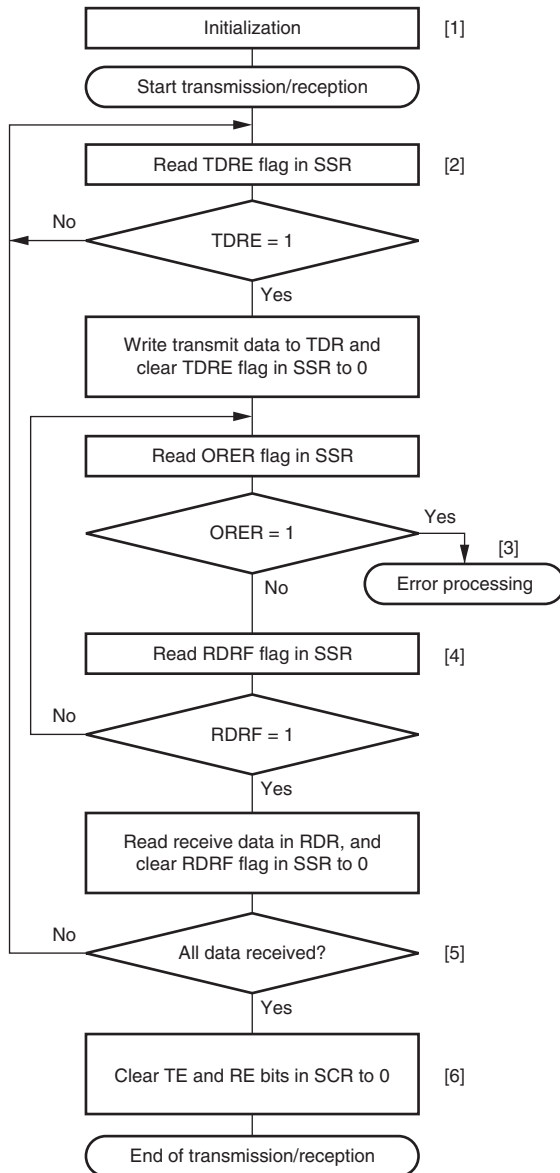 Initialization [1]
Start transmission/reception
Read TDRE flag in SSR [2]
No
TDRE = 1
Yes
Write transmit data to TDR and
clear TDRE flag in SSR to 0
Read ORER flag in SSR
Yes
ORER = 1
[3]
No
Error processing
Read RDRF flag in SSR [4]
No
RDRF = 1
Yes
Read receive data in RDR, and
clear RDRF flag in SSR to 0
No
All data received? [5]
Yes
Clear TE and RE bits in SCR to 0 [6]
End of transmission/reception